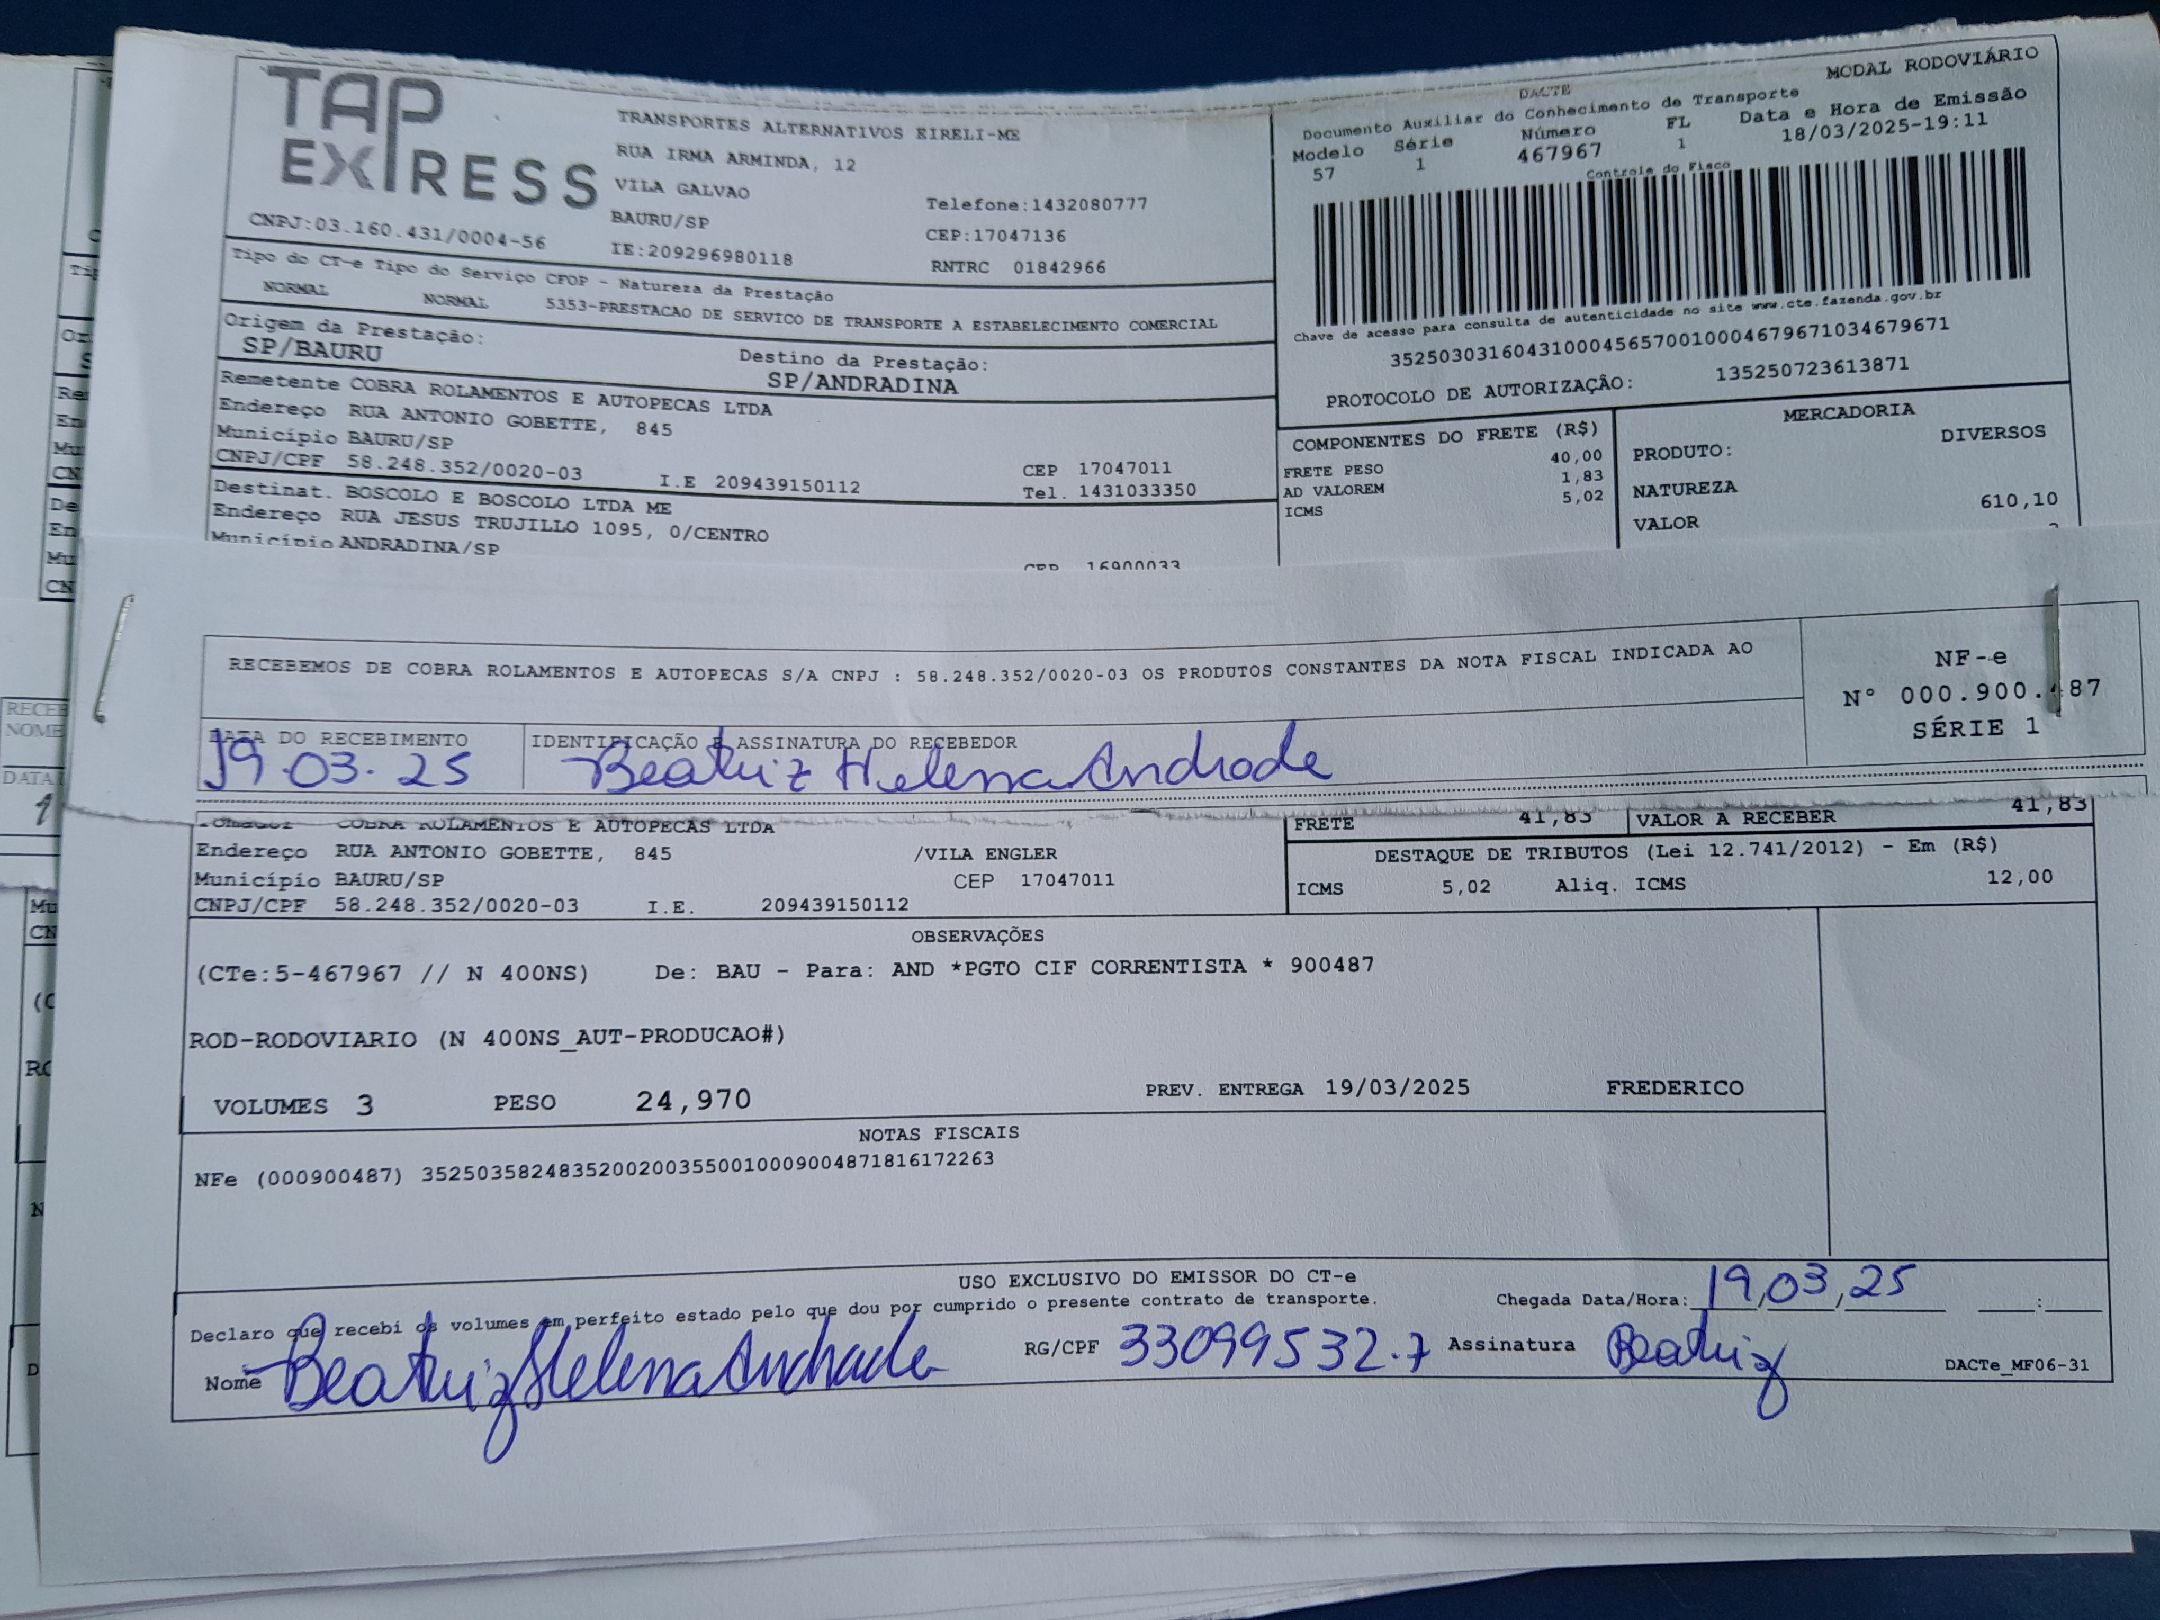 TAP
EXPRESS
CNPJ:03.160.431/0004-56
TRANSPORTES ALTERNATIVOS EIRELI-ME
RUA IRMA ARMINDA, 12
VILA GALVAO
BAURU/SP
IE:209296980118
Telefone:1432080777
CEP:17047136
RNTRC 01842966
DACTE
MODAL RODOVIÁRIO
Documento Auxiliar do Conhecimento de Transporte
Modelo Série Número FL Data e Hora de Emissão
57 1 467967 1 18/03/2025-19:11
Controle do Fisco
Chave de acesso para consulta de autenticidade no site www.cte.fazenda.gov.br
35250303160431000456570010004679671034679671
PROTOCOLO DE AUTORIZAÇÃO: 135250723613871
Tipo do CT-e Tipo do Serviço CFOP - Natureza da Prestação
NORMAL NORMAL 5353-PRESTACAO DE SERVICO DE TRANSPORTE A ESTABELECIMENTO COMERCIAL
Origem da Prestação: Destino da Prestação:
SP/BAURU SP/ANDRADINA
Remetente COBRA ROLAMENTOS E AUTOPECAS LTDA
Endereço RUA ANTONIO GOBETTE, 845
Município BAURU/SP CEP 17047011
CNPJ/CPF 58.248.352/0020-03 I.E 209439150112 Tel. 1431033350
Destinat. BOSCOLO E BOSCOLO LTDA ME
Endereço RUA JESUS TRUJILLO 1095, 0/CENTRO
Município ANDRADINA/SP CEP 16900033
COMPONENTES DO FRETE (R$)
FRETE PESO 40,00
AD VALOREM 1,83
ICMS 5,02
MERCADORIA
PRODUTO: DIVERSOS
NATUREZA
VALOR 610,10
RECEBEMOS DE COBRA ROLAMENTOS E AUTOPECAS S/A CNPJ : 58.248.352/0020-03 OS PRODUTOS CONSTANTES DA NOTA FISCAL INDICADA AO
NF-e
Nº 000.900.487
SÉRIE 1
DATA DO RECEBIMENTO IDENTIFICAÇÃO E ASSINATURA DO RECEBEDOR
19.03.25 Beatriz Helena Andrade
Tomador COBRA ROLAMENTOS E AUTOPECAS LTDA
Endereço RUA ANTONIO GOBETTE, 845 /VILA ENGLER
Município BAURU/SP CEP 17047011
CNPJ/CPF 58.248.352/0020-03 I.E. 209439150112
FRETE 41,83 VALOR A RECEBER 41,83
DESTAQUE DE TRIBUTOS (Lei 12.741/2012) - Em (R$)
ICMS 5,02 Aliq. ICMS 12,00
OBSERVAÇÕES
(CTe:5-467967 // N 400NS) De: BAU - Para: AND *PGTO CIF CORRENTISTA * 900487
ROD-RODOVIARIO (N 400NS_AUT-PRODUCAO#)
VOLUMES 3 PESO 24,970 PREV. ENTREGA 19/03/2025 FREDERICO
NOTAS FISCAIS
NFe (000900487) 35250358248352002003550010009004871816172263
USO EXCLUSIVO DO EMISSOR DO CT-e
Declaro que recebi os volumes em perfeito estado pelo que dou por cumprido o presente contrato de transporte. Chegada Data/Hora: 19,03,25 :
Nome Beatriz Helena Andrade RG/CPF 33099532.7 Assinatura Beatriz
DACTe_MF06-31